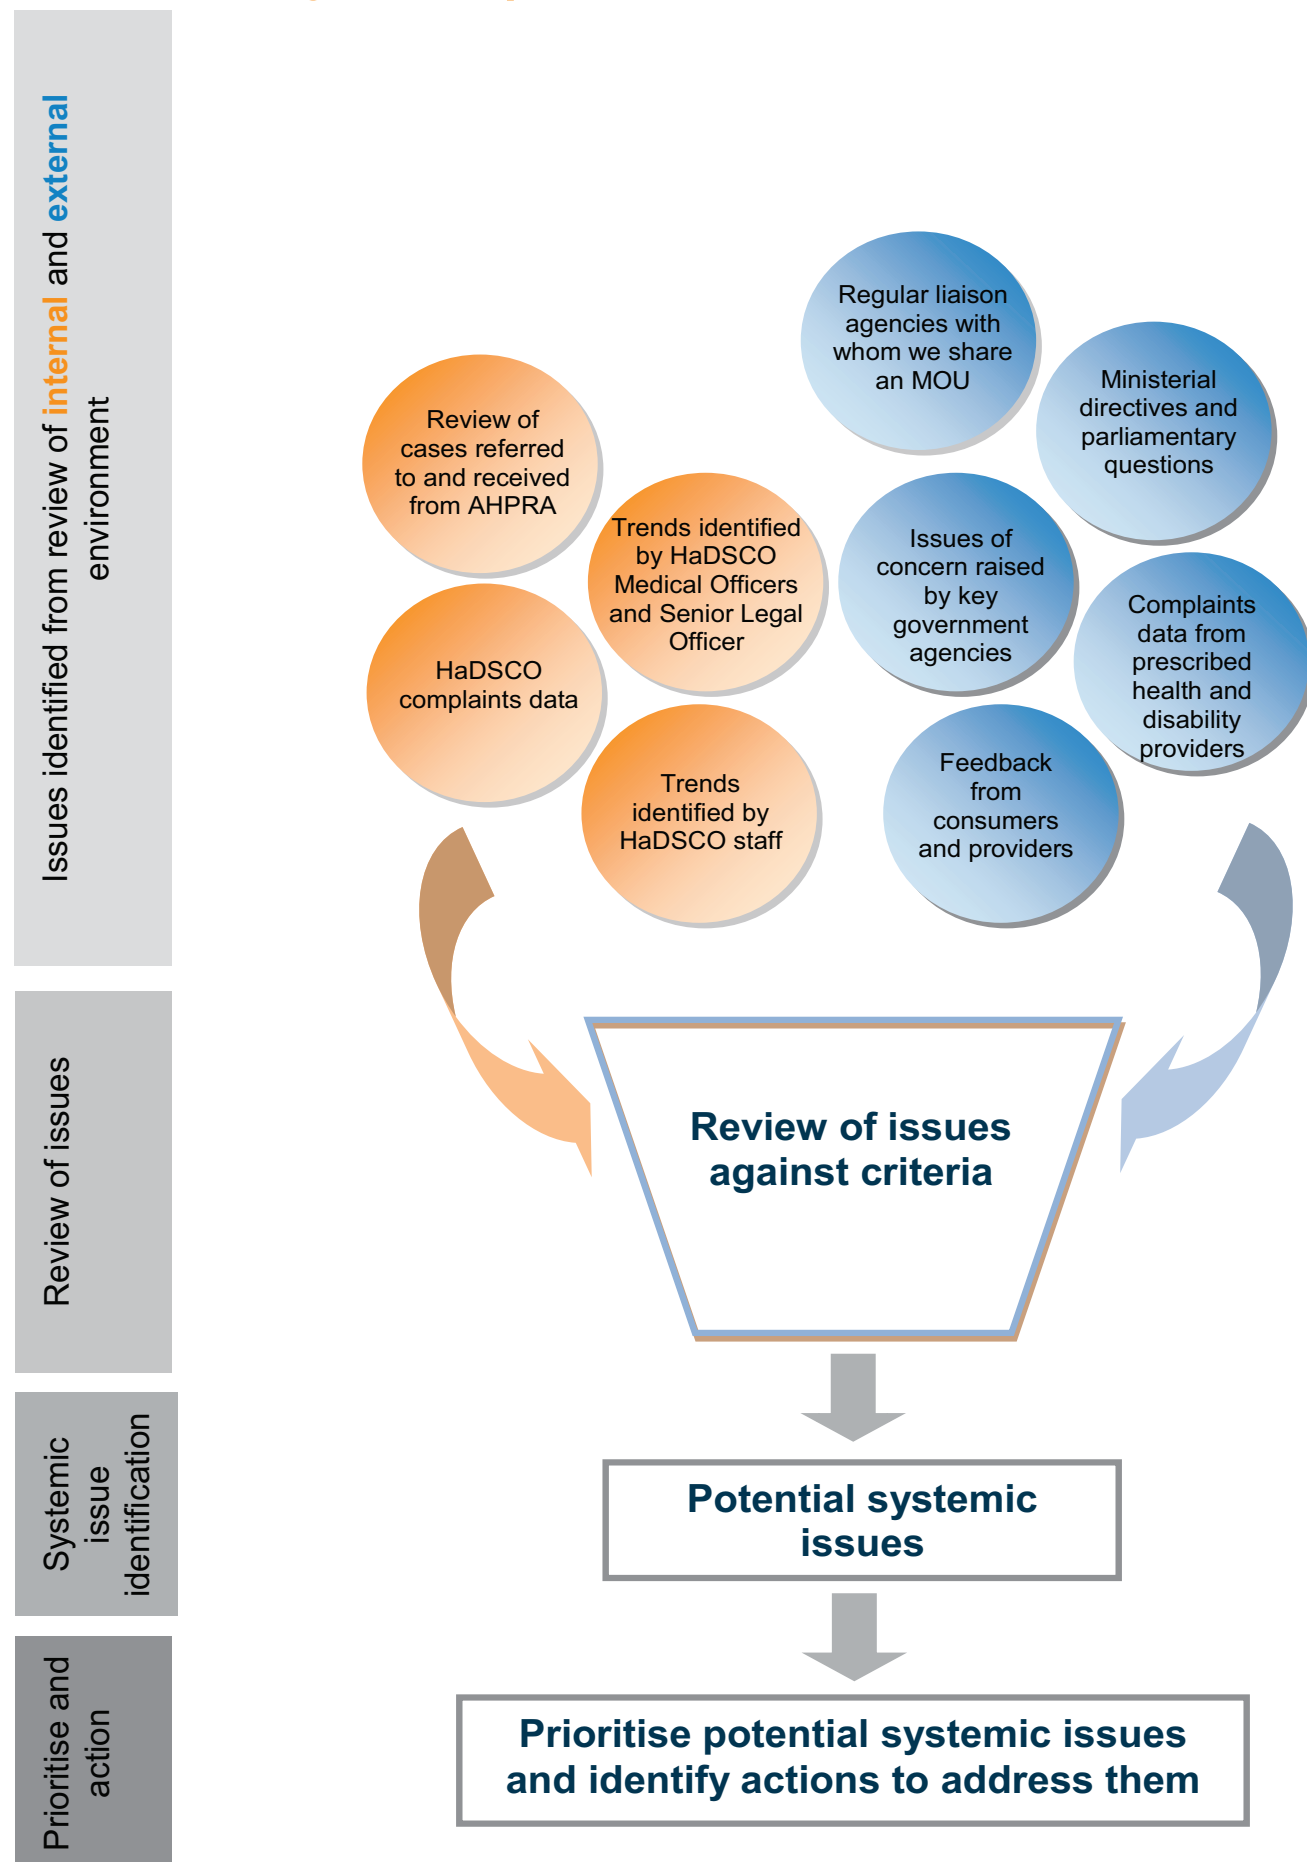 Issues identified from review of internal and external
environment
Regular liaison
agencies with
whom we share
an MOU
Ministerial
directives and
parliamentary
questions
Review of
cases referred
to and received
from AHPRA
Trends identified
by HaDSCO
Medical Officers
and Senior Legal
Officer
Issues of
concern raised
by key
government
agencies
Complaints
data from
prescribed
health and
disability
providers
HaDSCO
complaints data
Trends
identified by
HaDSCO staff
Feedback
from
consumers
and providers
Review of issues
Review of issues
against criteria
Systemic
issue
identification
Potential systemic
issues
Prioritise and
action
Prioritise potential systemic issues
and identify actions to address them